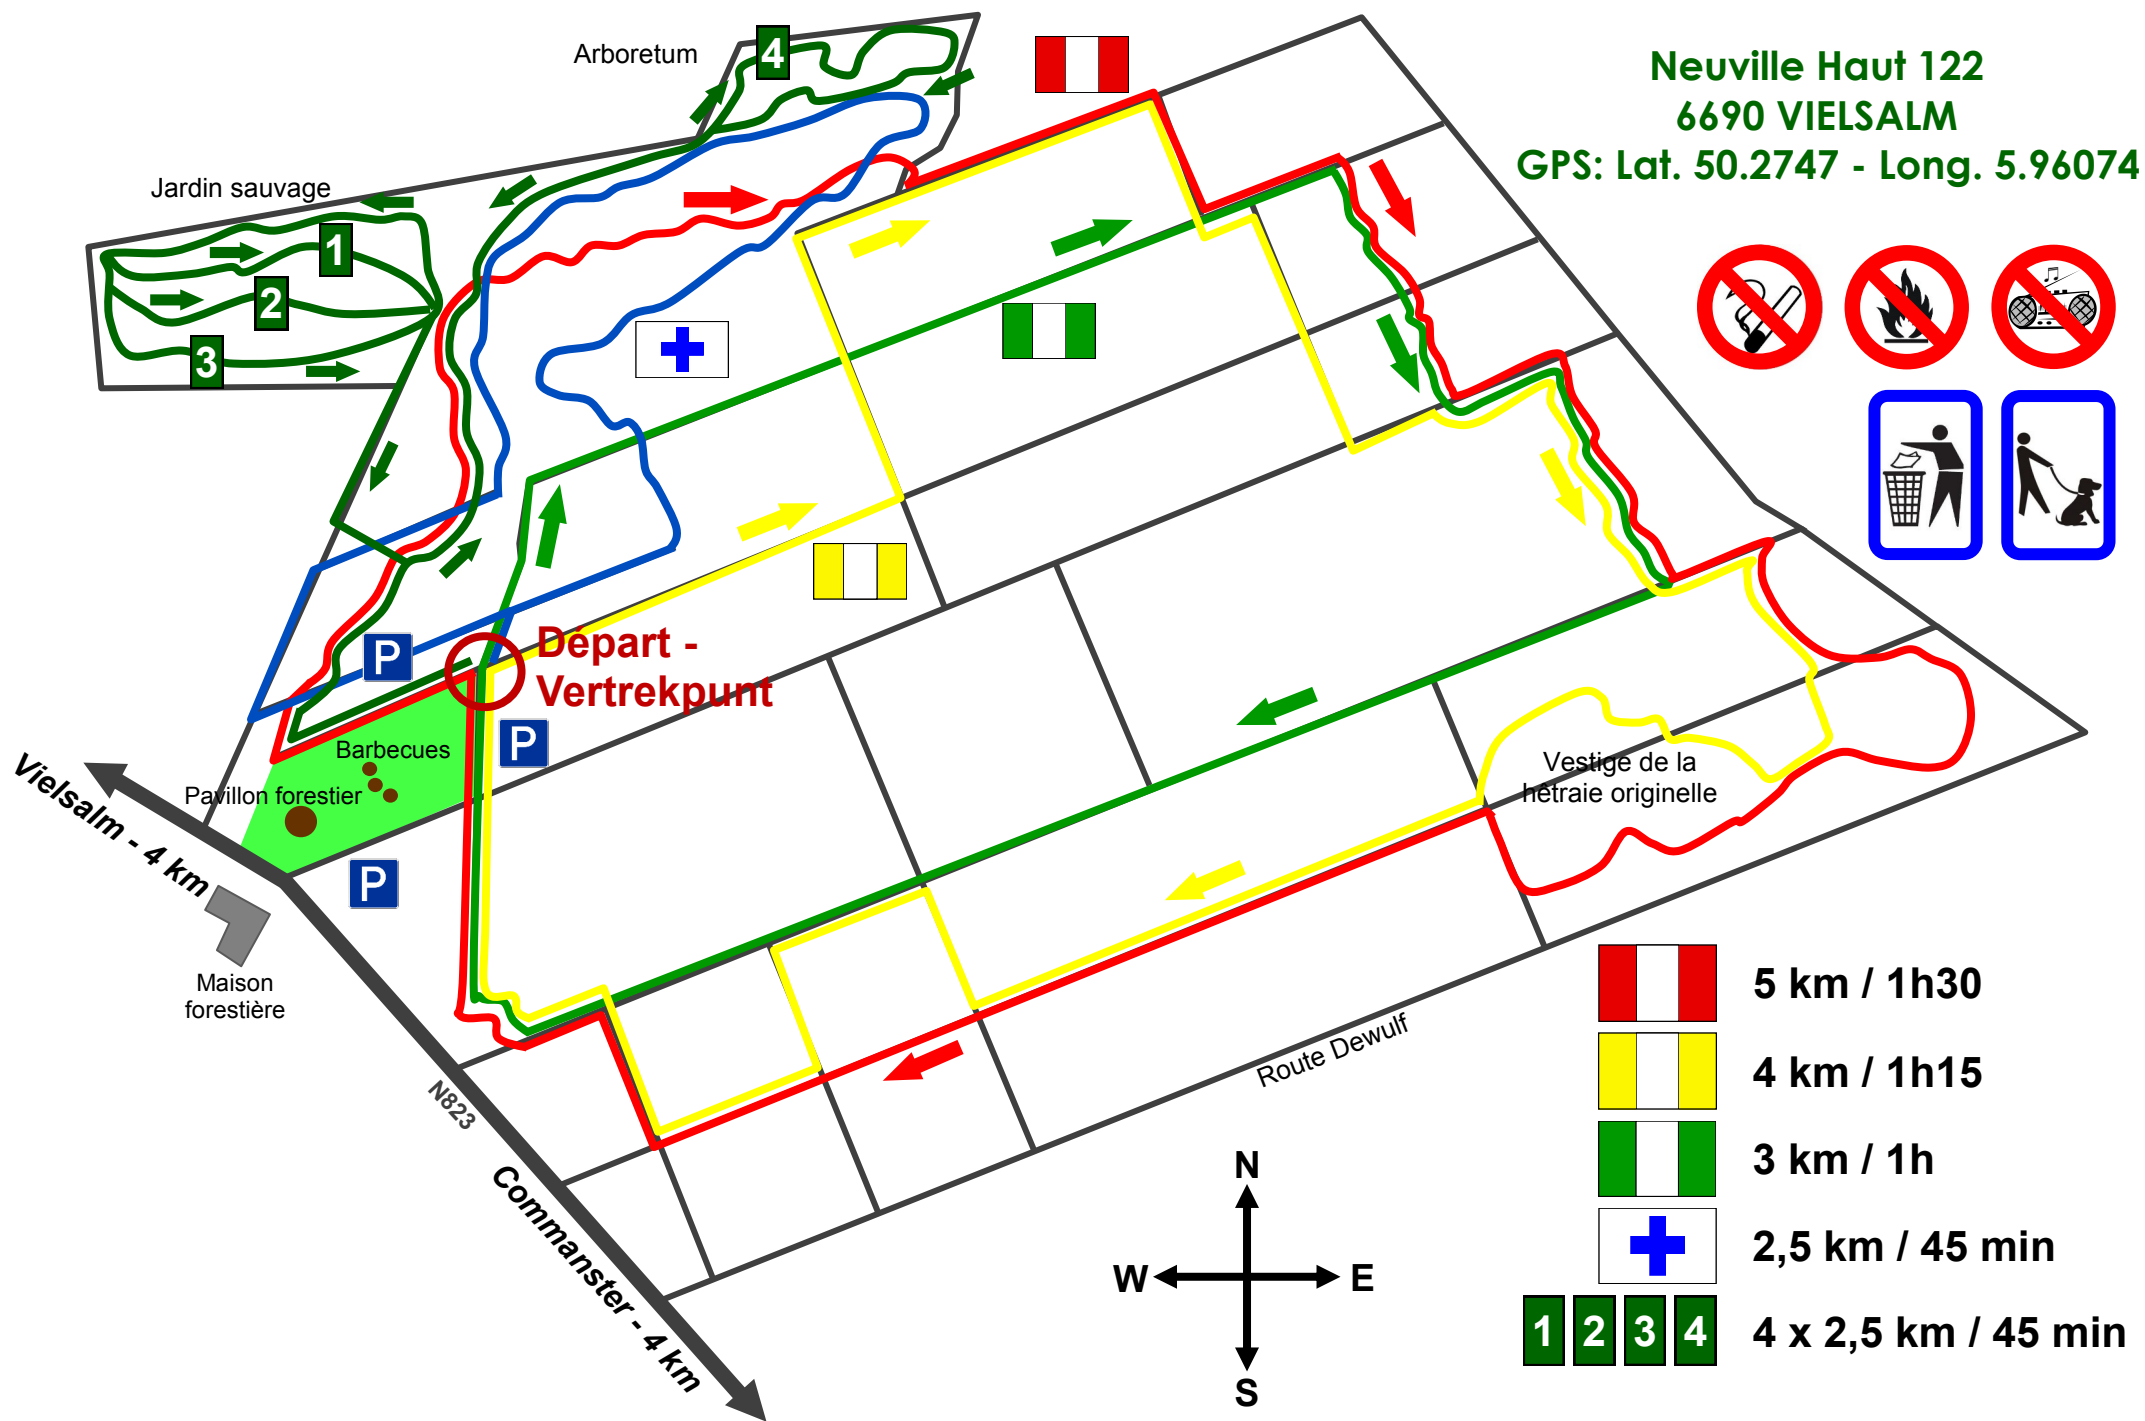 Neuville Haut 122
6690 VIELSALM
GPS: Lat. 50.2747 - Long. 5.96074
Arboretum
4
Jardin sauvage
1
2
3
P
Départ -
Vertrekpunt
P
Barbecues
Pavillon forestier
P
Vielsalm - 4 km
Maison
forestière
N823
Commanster - 4 km
Vestige de la
hêtraie originelle
Route Dewulf
N
W
E
S
5 km / 1h30
4 km / 1h15
3 km / 1h
2,5 km / 45 min
1 2 3 4 4 x 2,5 km / 45 min